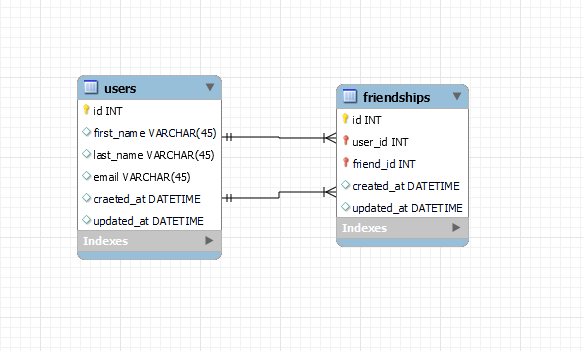 users
id INT
first_name VARCHAR(45)
last_name VARCHAR(45)
email VARCHAR(45)
craeted_at DATETIME
updated_at DATETIME
Indexes
friendships
id INT
user_id INT
friend_id INT
created_at DATETIME
updated_at DATETIME
Indexes